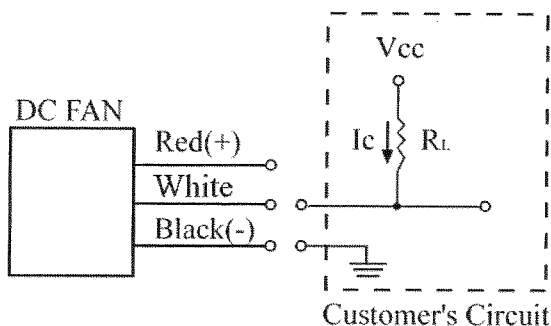 Vcc
DC FAN
Red(+)
Ic
RL
White
Black(-)
Customer's Circuit